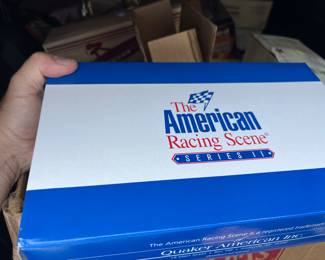 The
American
Racing Scene®
SERIES II
The American Racing Scene is a registered trademark
Quaker American Inc.